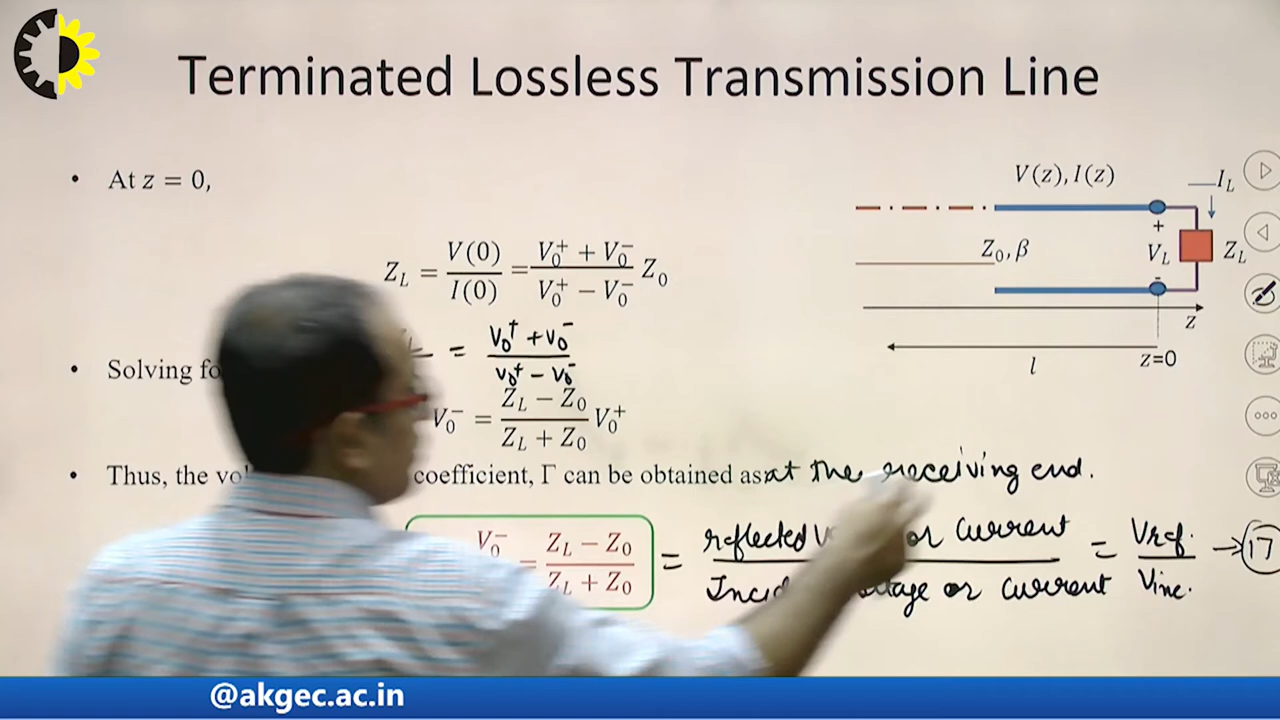 Terminated Lossless Transmission Line
• At z = 0,
Z_L = V(0)/I(0) = (V_0^+ + V_0^-)/(V_0^+ − V_0^-) Z_0
= (V_0^+ + V_0^-)/(V_0^+ − V_0^-)
• Solving
V_0^- = (Z_L − Z_0)/(Z_L + Z_0) V_0^+
• Thus, the coefficient, Γ can be obtained as at the receiving end.
V_0^- = (Z_L − Z_0)/(Z_L + Z_0) = reflected or current / or current = Vref./Vinc. → 17
V(z), I(z)
I_L
+
Z_0, β
V_L
Z_L
-
z
l
z=0
@akgec.ac.in